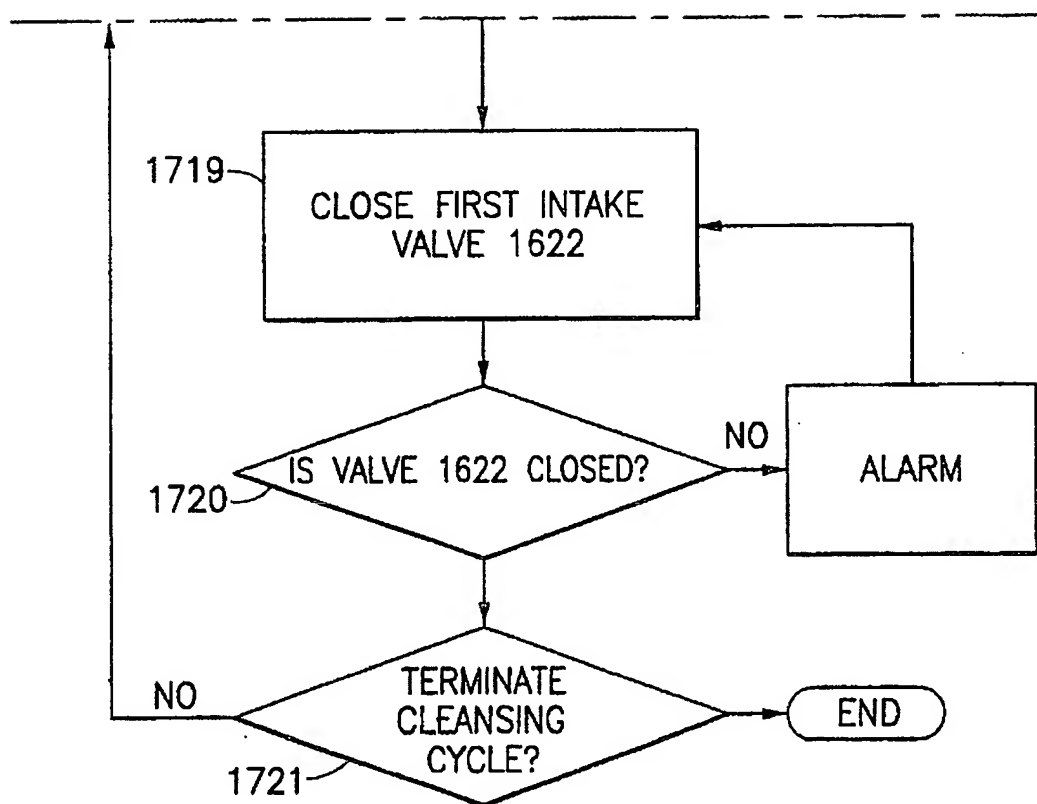 1719
CLOSE FIRST INTAKE
VALVE 1622
IS VALVE 1622 CLOSED?
NO
ALARM
1720
TERMINATE
CLEANSING
CYCLE?
NO
END
1721